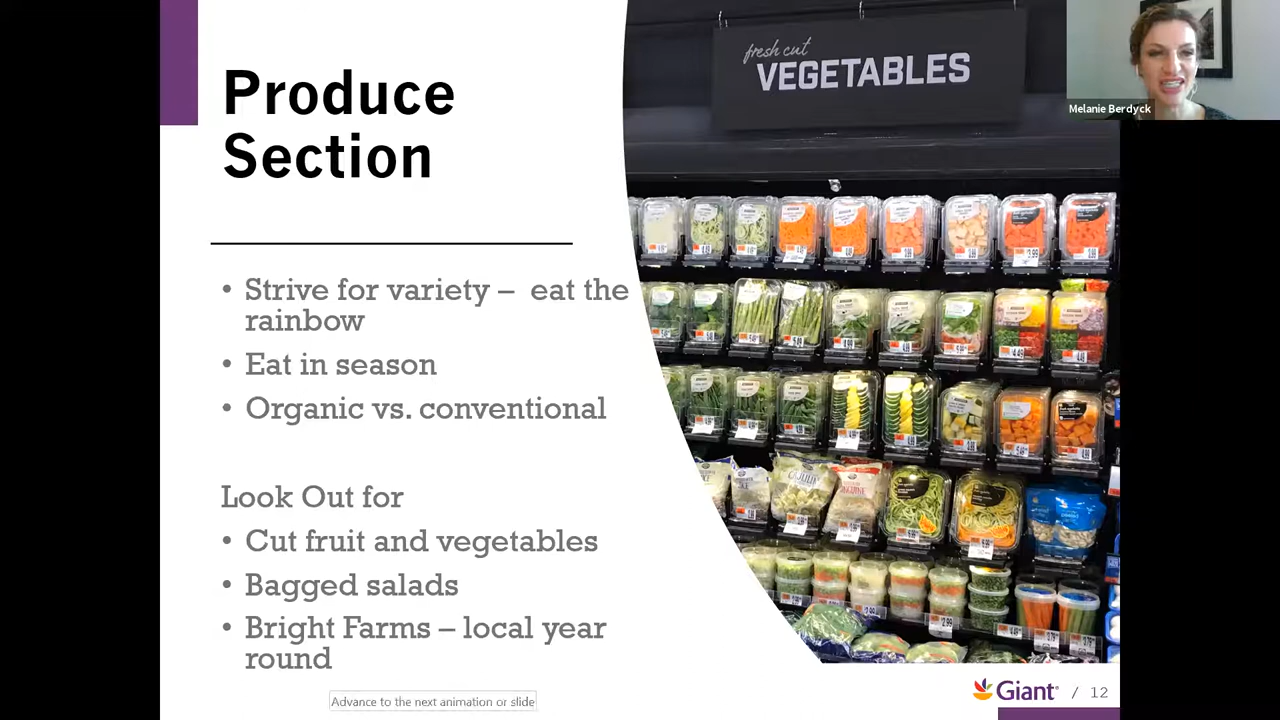 Produce
Section
• Strive for variety – eat the
rainbow
• Eat in season
• Organic vs. conventional
Look Out for
• Cut fruit and vegetables
• Bagged salads
• Bright Farms – local year
round
Advance to the next animation or slide
fresh cut
VEGETABLES
Melanie Berdyck
Giant / 12